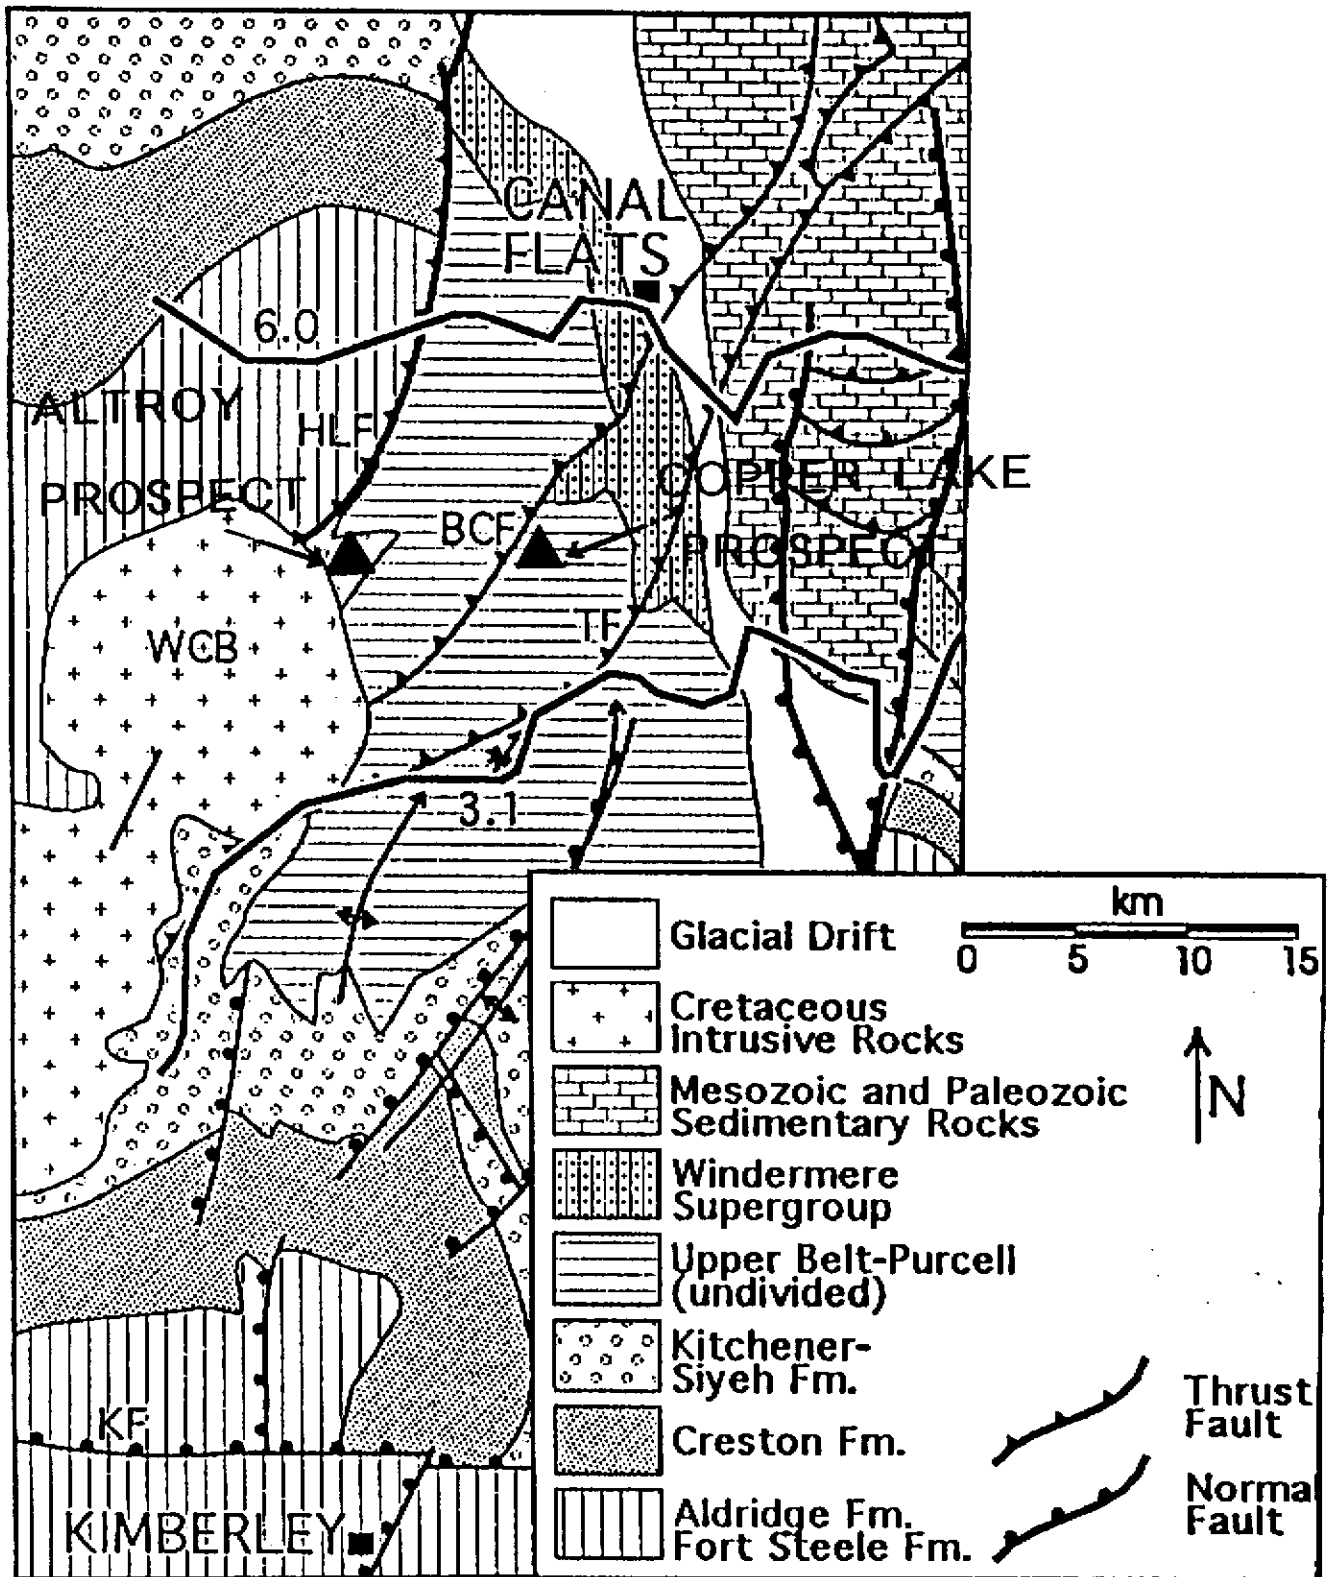 CANAL
FLATS
6.0
ALTROY
PROSPECT
HLF
COPPER LAKE
PROSPECT
BCF
TF
WCB
3.1
KF
KIMBERLEY
km
0 5 10 15
N
Glacial Drift
Cretaceous
Intrusive Rocks
Mesozoic and Paleozoic
Sedimentary Rocks
Windermere
Supergroup
Upper Belt-Purcell
(undivided)
Kitchener-
Siyeh Fm.
Creston Fm.
Aldridge Fm.
Fort Steele Fm.
Thrust
Fault
Normal
Fault